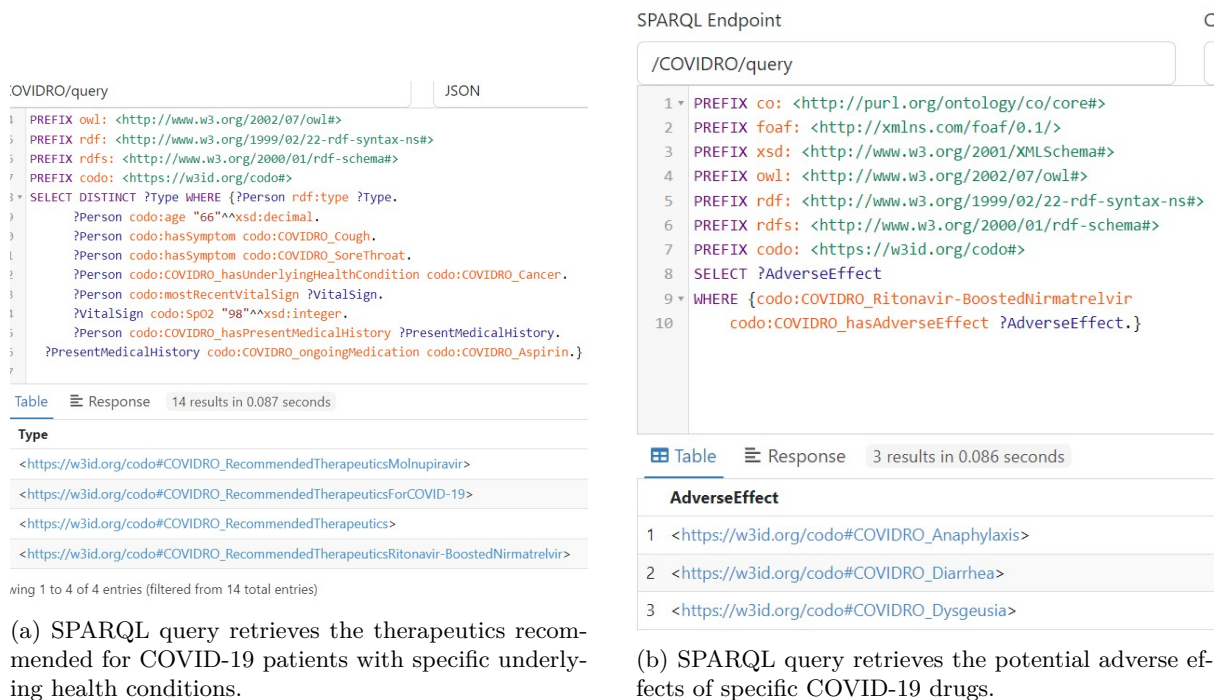 COVIDRO/query
JSON
PREFIX owl: <http://www.w3.org/2002/07/owl#>
PREFIX rdf: <http://www.w3.org/1999/02/22-rdf-syntax-ns#>
PREFIX rdfs: <http://www.w3.org/2000/01/rdf-schema#>
PREFIX codo: <https://w3id.org/codo#>
SELECT DISTINCT ?Type WHERE {?Person rdf:type ?Type.
?Person codo:age "66"^^xsd:decimal.
?Person codo:hasSymptom codo:COVIDRO_Cough.
?Person codo:hasSymptom codo:COVIDRO_SoreThroat.
?Person codo:COVIDRO_hasUnderlyingHealthCondition codo:COVIDRO_Cancer.
?Person codo:mostRecentVitalSign ?VitalSign.
?VitalSign codo:SpO2 "98"^^xsd:integer.
?Person codo:COVIDRO_hasPresentMedicalHistory ?PresentMedicalHistory.
?PresentMedicalHistory codo:COVIDRO_ongoingMedication codo:COVIDRO_Aspirin.}
Table Response 14 results in 0.087 seconds
Type
<https://w3id.org/codo#COVIDRO_RecommendedTherapeuticsMolnupiravir>
<https://w3id.org/codo#COVIDRO_RecommendedTherapeuticsForCOVID-19>
<https://w3id.org/codo#COVIDRO_RecommendedTherapeutics>
<https://w3id.org/codo#COVIDRO_RecommendedTherapeuticsRitonavir-BoostedNirmatrelvir>
wing 1 to 4 of 4 entries (filtered from 14 total entries)
(a) SPARQL query retrieves the therapeutics recom-
mended for COVID-19 patients with specific underly-
ing health conditions.
SPARQL Endpoint
/COVIDRO/query
1 PREFIX co: <http://purl.org/ontology/co/core#>
2 PREFIX foaf: <http://xmlns.com/foaf/0.1/>
3 PREFIX xsd: <http://www.w3.org/2001/XMLSchema#>
4 PREFIX owl: <http://www.w3.org/2002/07/owl#>
5 PREFIX rdf: <http://www.w3.org/1999/02/22-rdf-syntax-ns#>
6 PREFIX rdfs: <http://www.w3.org/2000/01/rdf-schema#>
7 PREFIX codo: <https://w3id.org/codo#>
8 SELECT ?AdverseEffect
9 WHERE {codo:COVIDRO_Ritonavir-BoostedNirmatrelvir
10 codo:COVIDRO_hasAdverseEffect ?AdverseEffect.}
Table Response 3 results in 0.086 seconds
AdverseEffect
1 <https://w3id.org/codo#COVIDRO_Anaphylaxis>
2 <https://w3id.org/codo#COVIDRO_Diarrhea>
3 <https://w3id.org/codo#COVIDRO_Dysgeusia>
(b) SPARQL query retrieves the potential adverse ef-
fects of specific COVID-19 drugs.